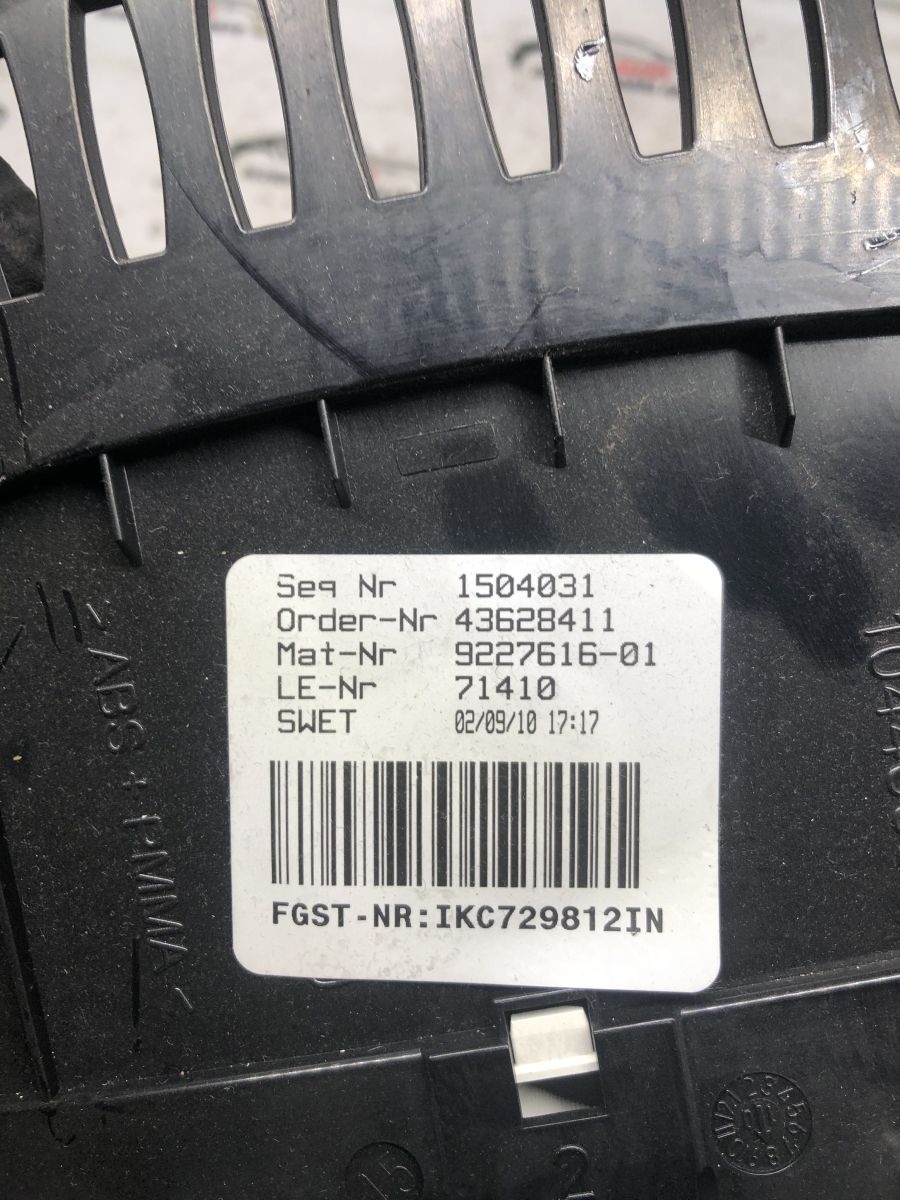 Seq Nr 1504031
Order-Nr 43628411
Mat-Nr 9227616-01
LE-Nr 71410
SWET 02/09/10 17:17
FGST-NR:IKC729812IN
>ABS + PMMA<
2